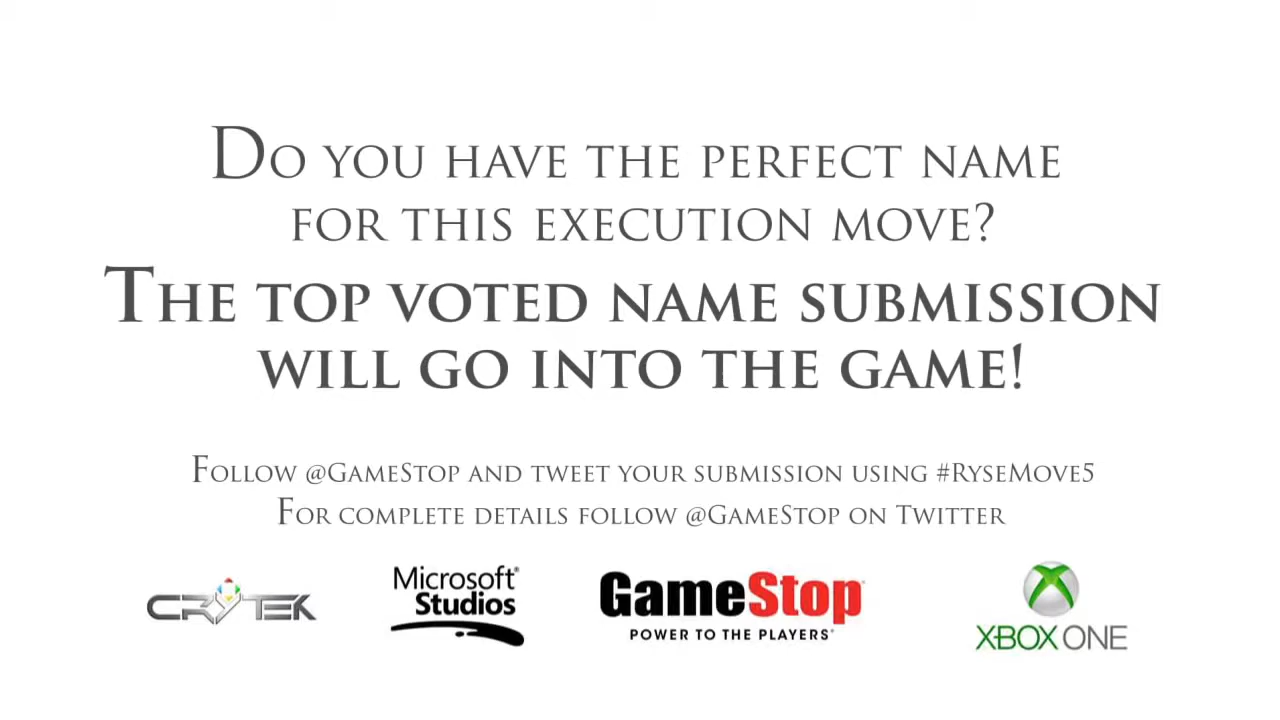 Do you have the perfect name
for this execution move?
The top voted name submission
will go into the game!
Follow @GameStop and tweet your submission using #RyseMove5
For complete details follow @GameStop on Twitter
CRYTEK
Microsoft®
Studios
GameStop™
POWER TO THE PLAYERS®
XBOX ONE